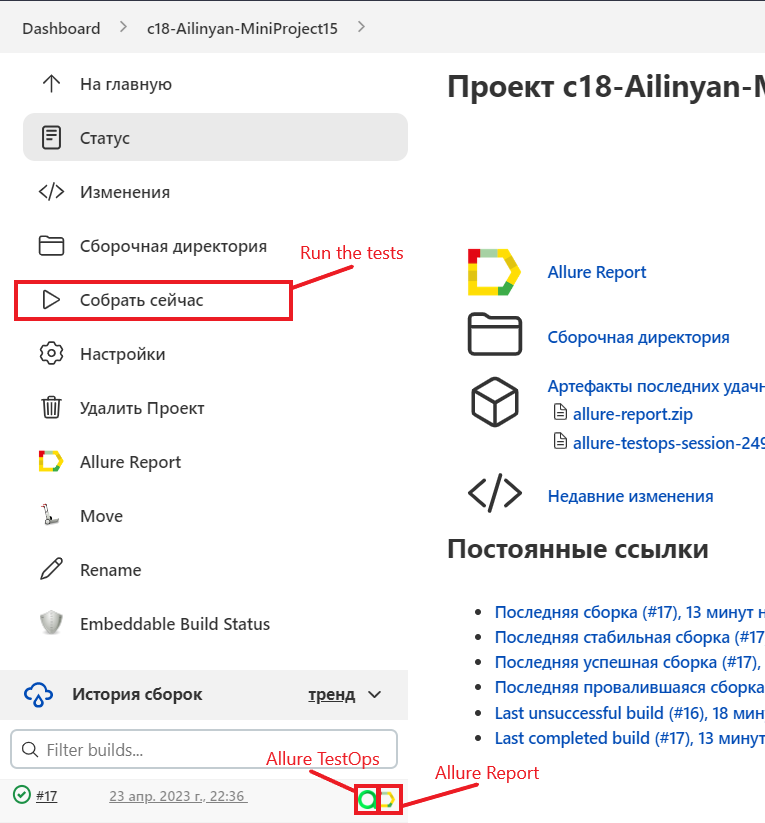 Dashboard
c18-Ailinyan-MiniProject15
На главную
Статус
Изменения
Сборочная директория
Run the tests
Собрать сейчас
Настройки
Удалить Проект
Allure Report
Move
Rename
Embeddable Build Status
История сборок
тренд
Filter builds...
Allure TestOps
Allure Report
#17
23 апр. 2023 г., 22:36
Проект c18-Ailinyan-M
Allure Report
Сборочная директория
Артефакты последних удачн
allure-report.zip
allure-testops-session-249
Недавние изменения
Постоянные ссылки
Последняя сборка (#17), 13 минут н
Последняя стабильная сборка (#17
Последняя успешная сборка (#17),
Последняя провалившаяся сборка
Last unsuccessful build (#16), 18 мин
Last completed build (#17), 13 минут